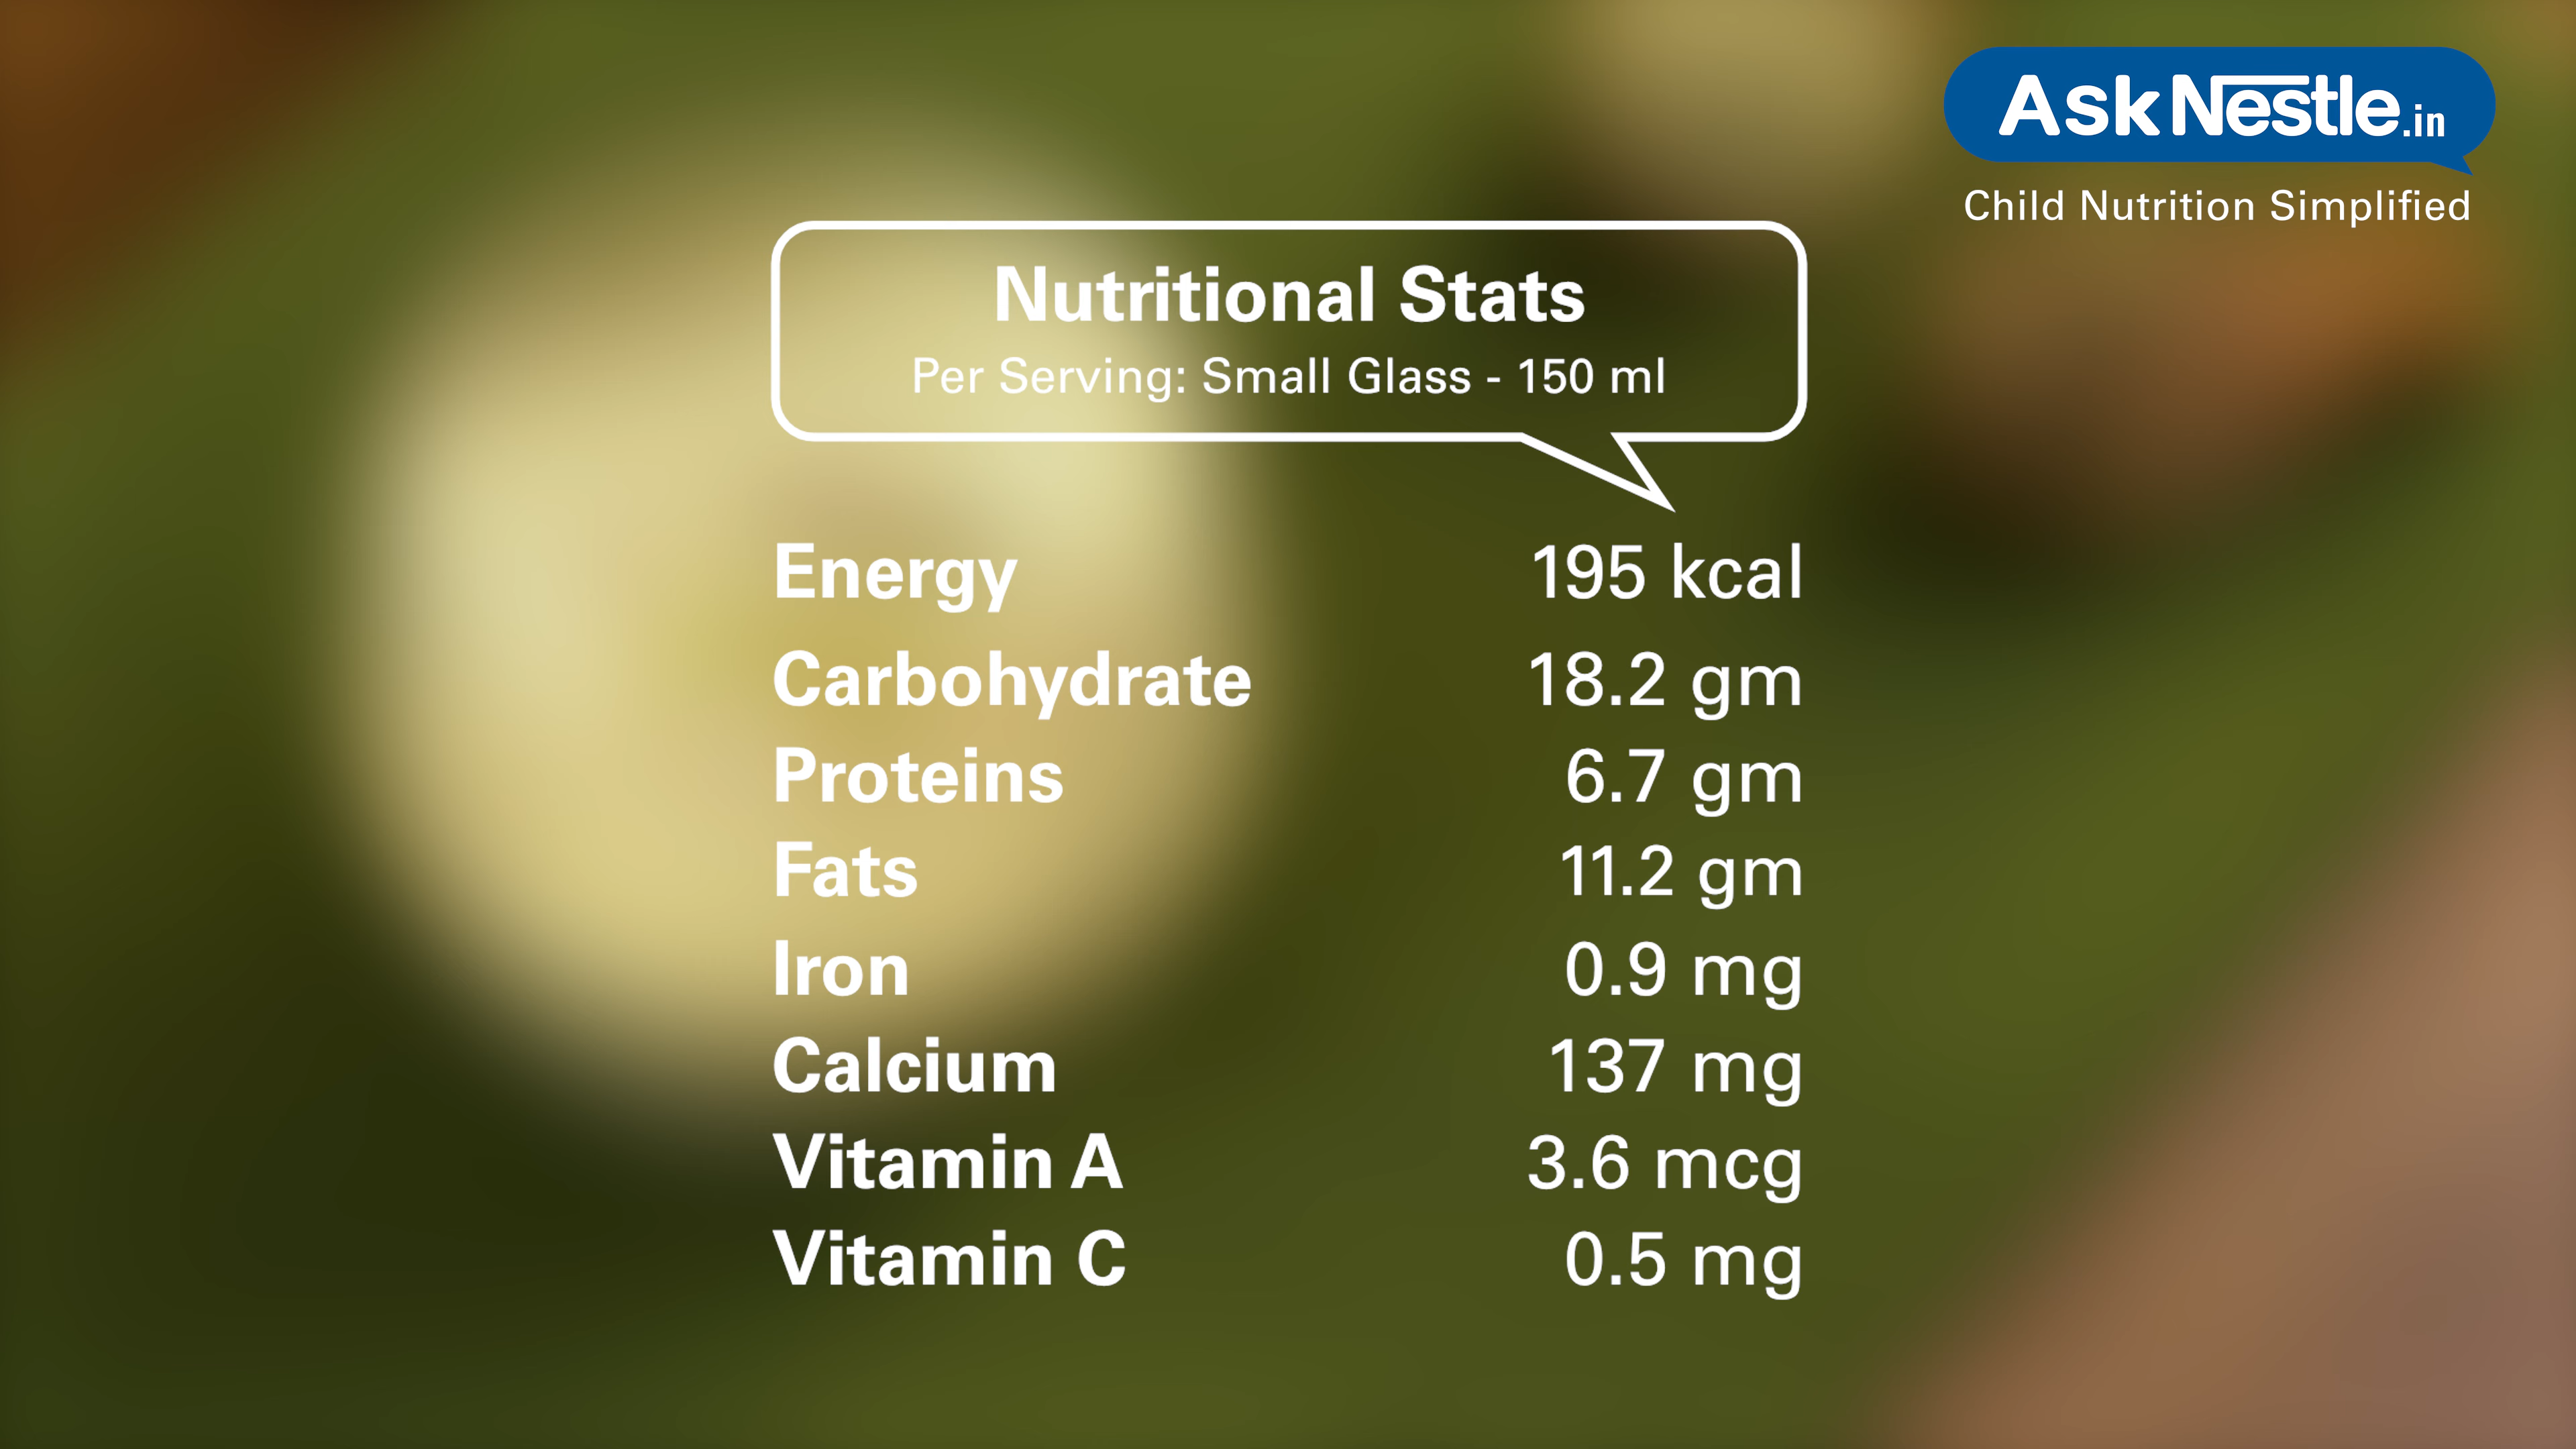 AskNestle.in
Child Nutrition Simplified
Nutritional Stats
Per Serving: Small Glass - 150 ml
Energy 195 kcal
Carbohydrate 18.2 gm
Proteins 6.7 gm
Fats 11.2 gm
Iron 0.9 mg
Calcium 137 mg
Vitamin A 3.6 mcg
Vitamin C 0.5 mg